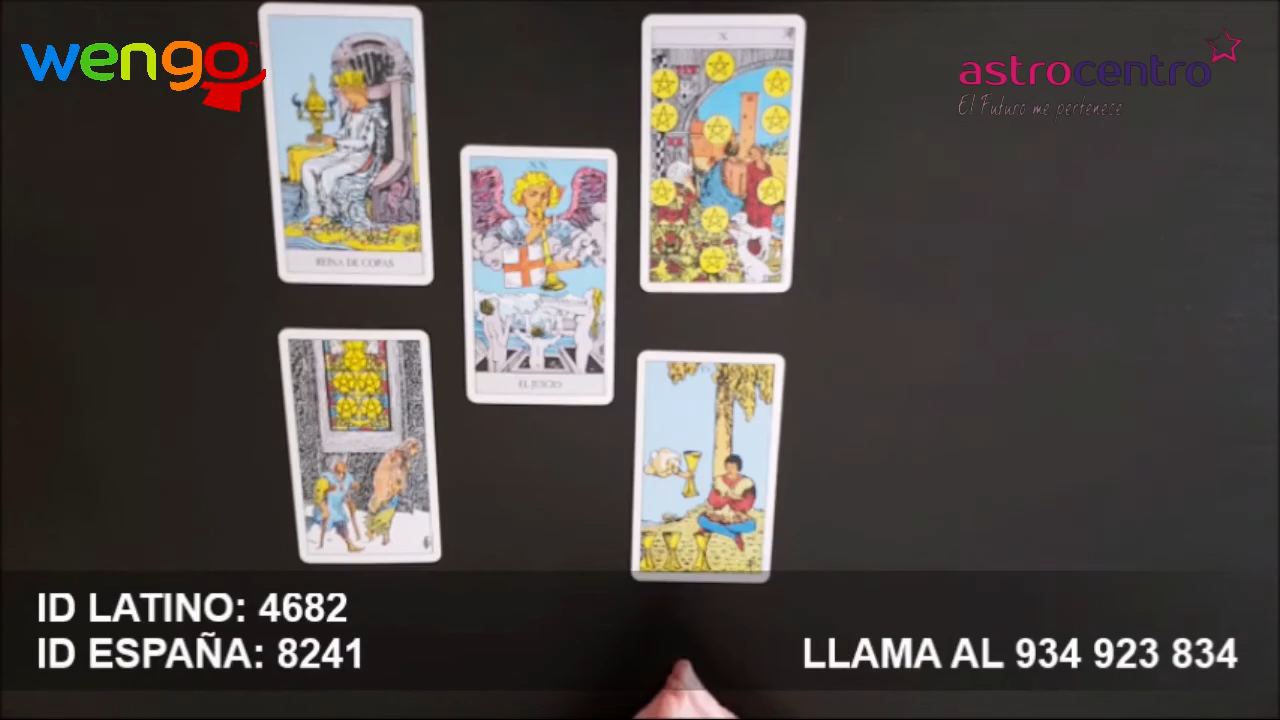 wengo
astrocentro
El Futuro me pertenece
X
XX
REINA DE COPAS
EL JUICIO
ID LATINO: 4682
ID ESPAÑA: 8241
LLAMA AL 934 923 834